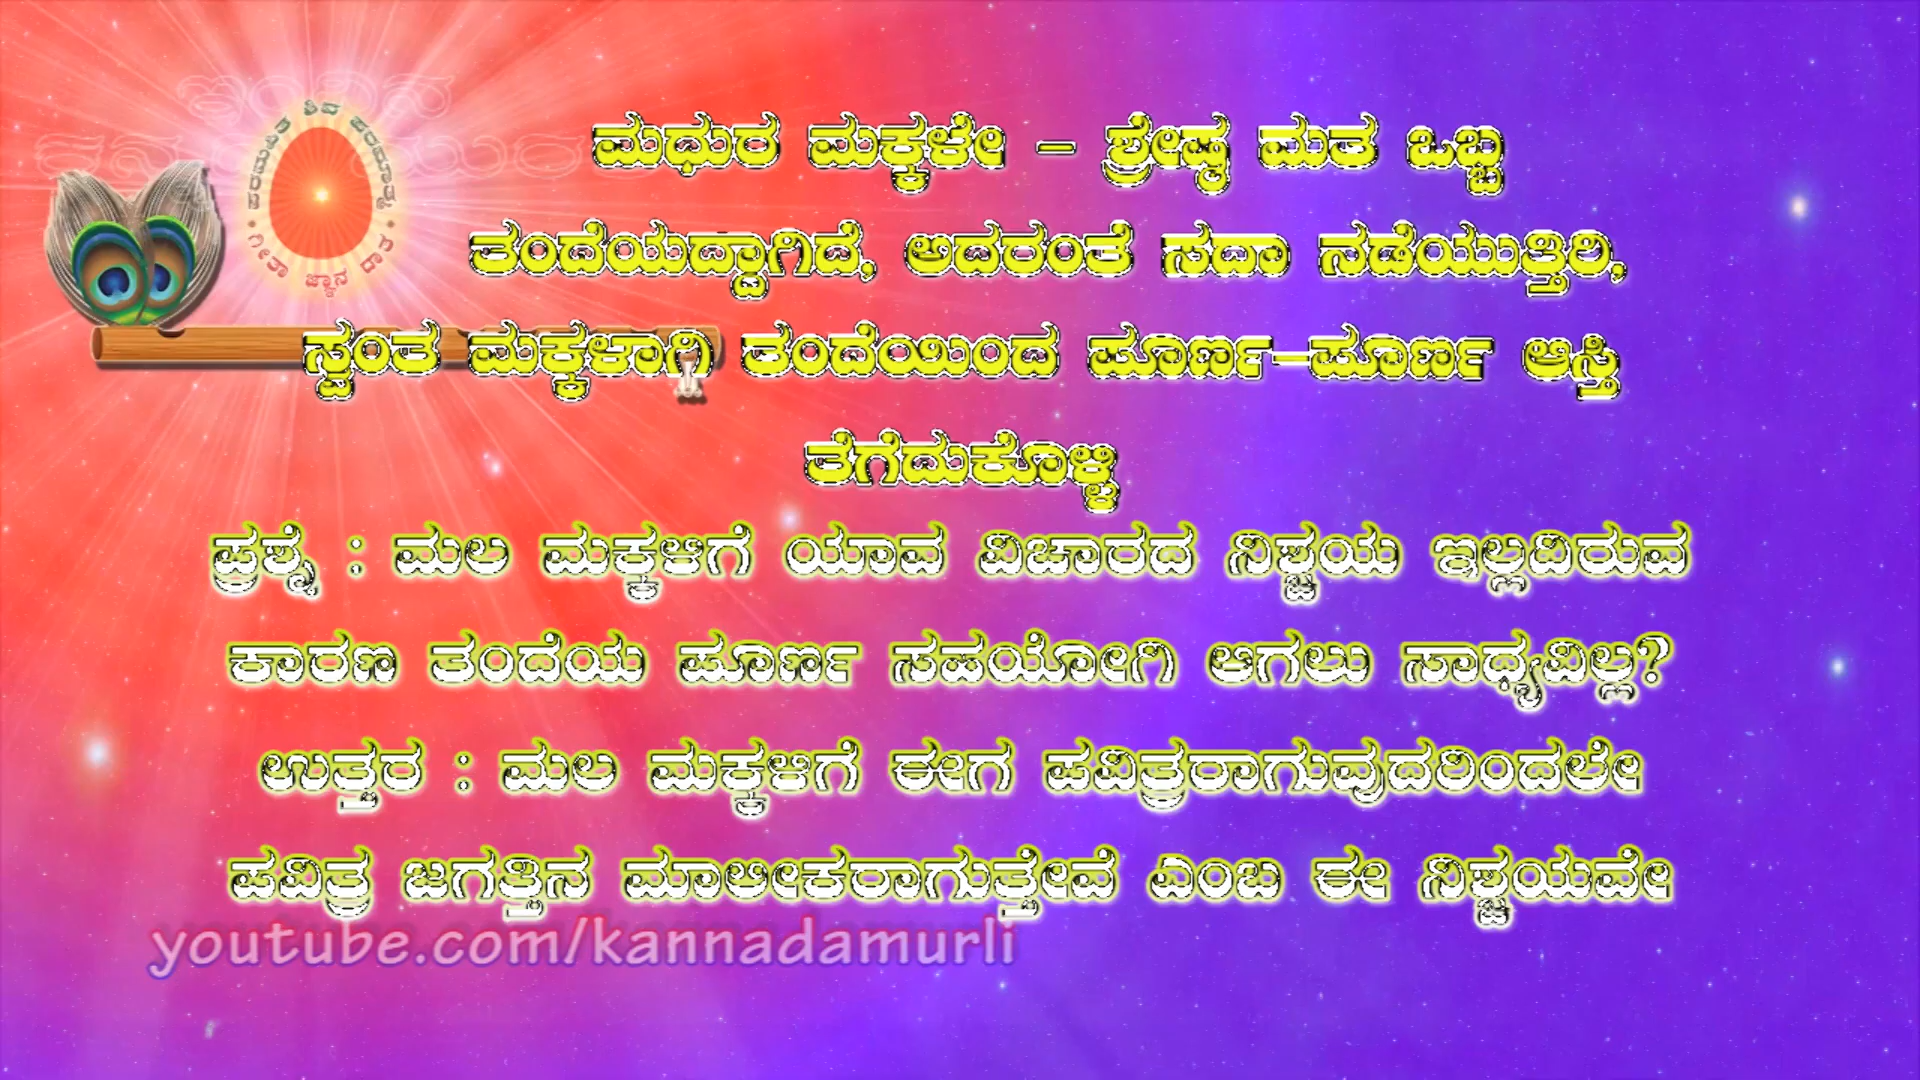 ಪರಮಪಿತ ಶಿವ ಪರಮಾತ್ಮ
ಗೀತಾ ಜ್ಞಾನ ದಾತ
ಮಧುರ ಮಕ್ಕಳೇ – ಶ್ರೇಷ್ಠ ಮತ ಒಬ್ಬ
ತಂದೆಯದ್ದಾಗಿದೆ, ಅದರಂತೆ ಸದಾ ನಡೆಯುತ್ತಿರಿ,
ಸ್ವಂತ ಮಕ್ಕಳಾಗಿ ತಂದೆಯಿಂದ ಪೂರ್ಣ-ಪೂರ್ಣ ಆಸ್ತಿ
ತೆಗೆದುಕೊಳ್ಳಿ
ಪ್ರಶ್ನೆ : ಮಲ ಮಕ್ಕಳಿಗೆ ಯಾವ ವಿಚಾರದ ನಿಶ್ಚಯ ಇಲ್ಲದಿರುವ
ಕಾರಣ ತಂದೆಯ ಪೂರ್ಣ ಸಹಯೋಗಿ ಆಗಲು ಸಾಧ್ಯವಿಲ್ಲ?
ಉತ್ತರ : ಮಲ ಮಕ್ಕಳಿಗೆ ಈಗ ಪವಿತ್ರರಾಗುವುದರಿಂದಲೇ
ಪವಿತ್ರ ಜಗತ್ತಿನ ಮಾಲೀಕರಾಗುತ್ತೇವೆ ಎಂಬ ಈ ನಿಶ್ಚಯವೇ
youtube.com/kannadamurli